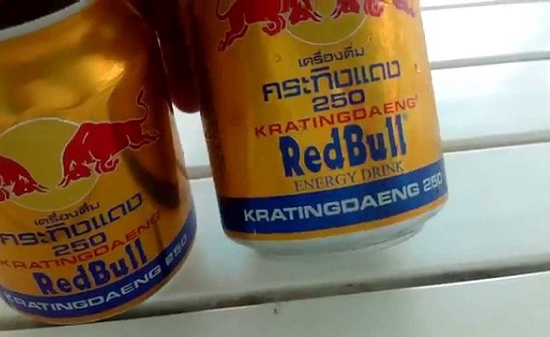 เครื่องดื่ม
กระทิงแดง
250
KRATINGDAENG
RedBull
KRATINGDAENG 250
เครื่องดื่ม
กระทิงแดง
250
KRATINGDAENG
RedBull
ENERGY DRINK
KRATINGDAENG 250